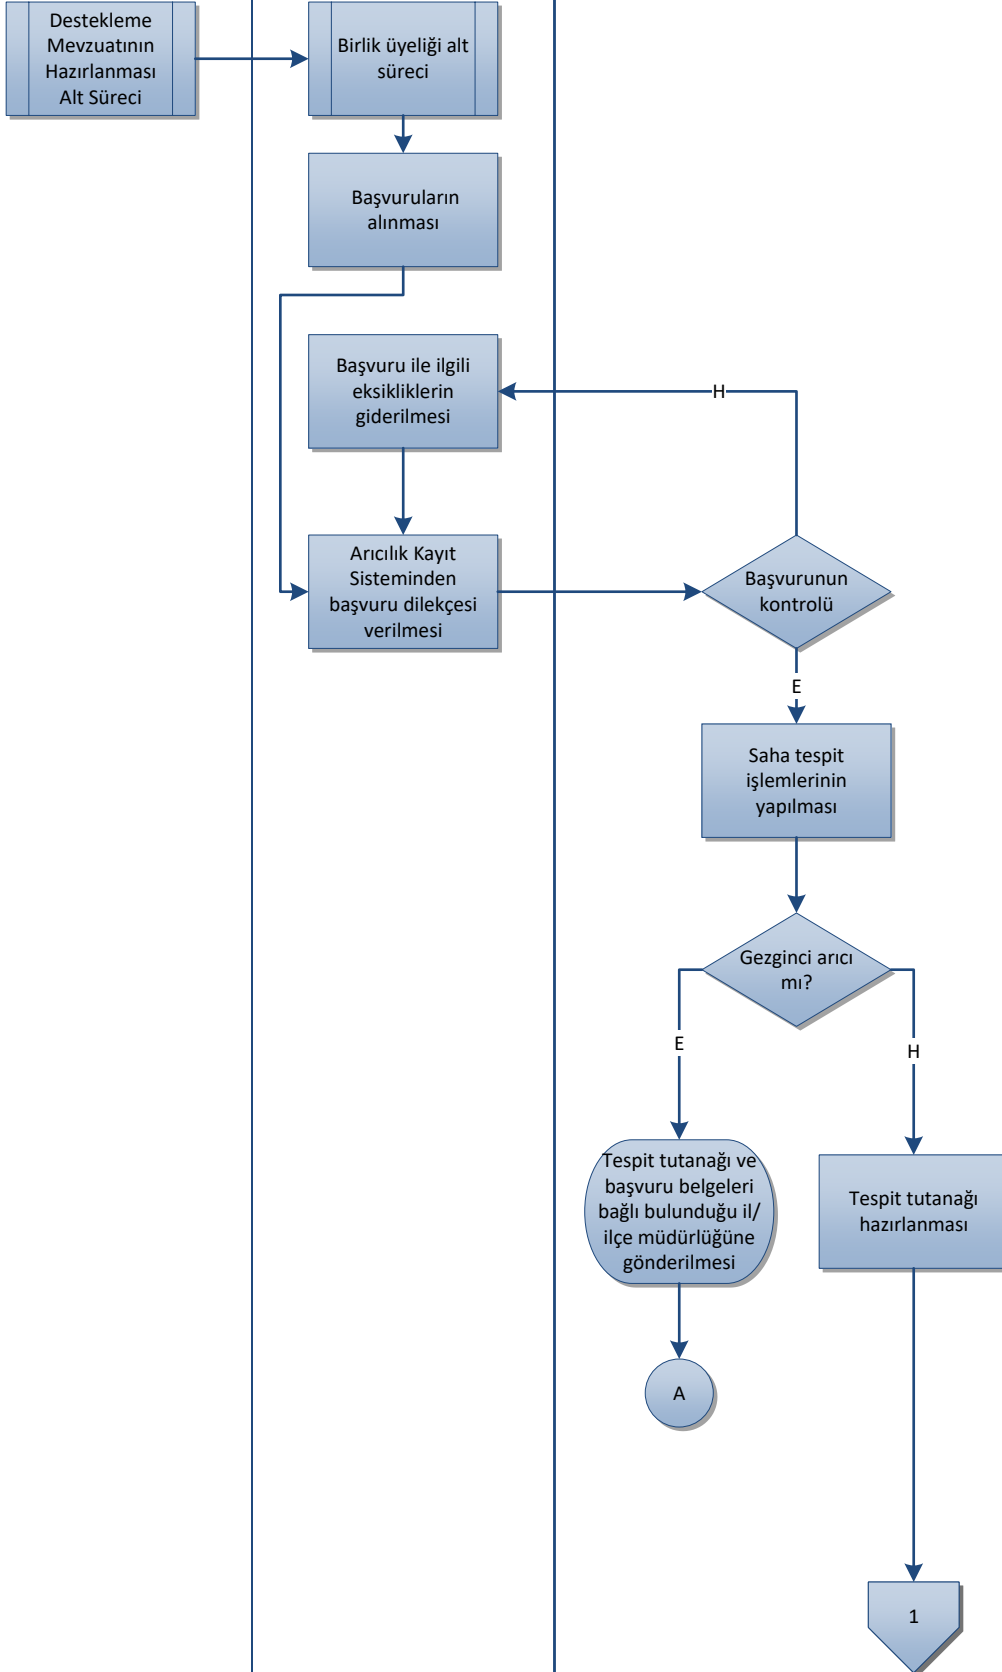 Destekleme
Mevzuatının
Hazırlanması
Alt Süreci
Birlik üyeliği alt
süreci
Başvuruların
alınması
Başvuru ile ilgili
eksikliklerin
giderilmesi
H
Arıcılık Kayıt
Sisteminden
başvuru dilekçesi
verilmesi
Başvurunun
kontrolü
E
Saha tespit
işlemlerinin
yapılması
Gezginci arıcı
mı?
E
H
Tespit tutanağı ve
başvuru belgeleri
bağlı bulunduğu il/
ilçe müdürlüğüne
gönderilmesi
Tespit tutanağı
hazırlanması
A
1